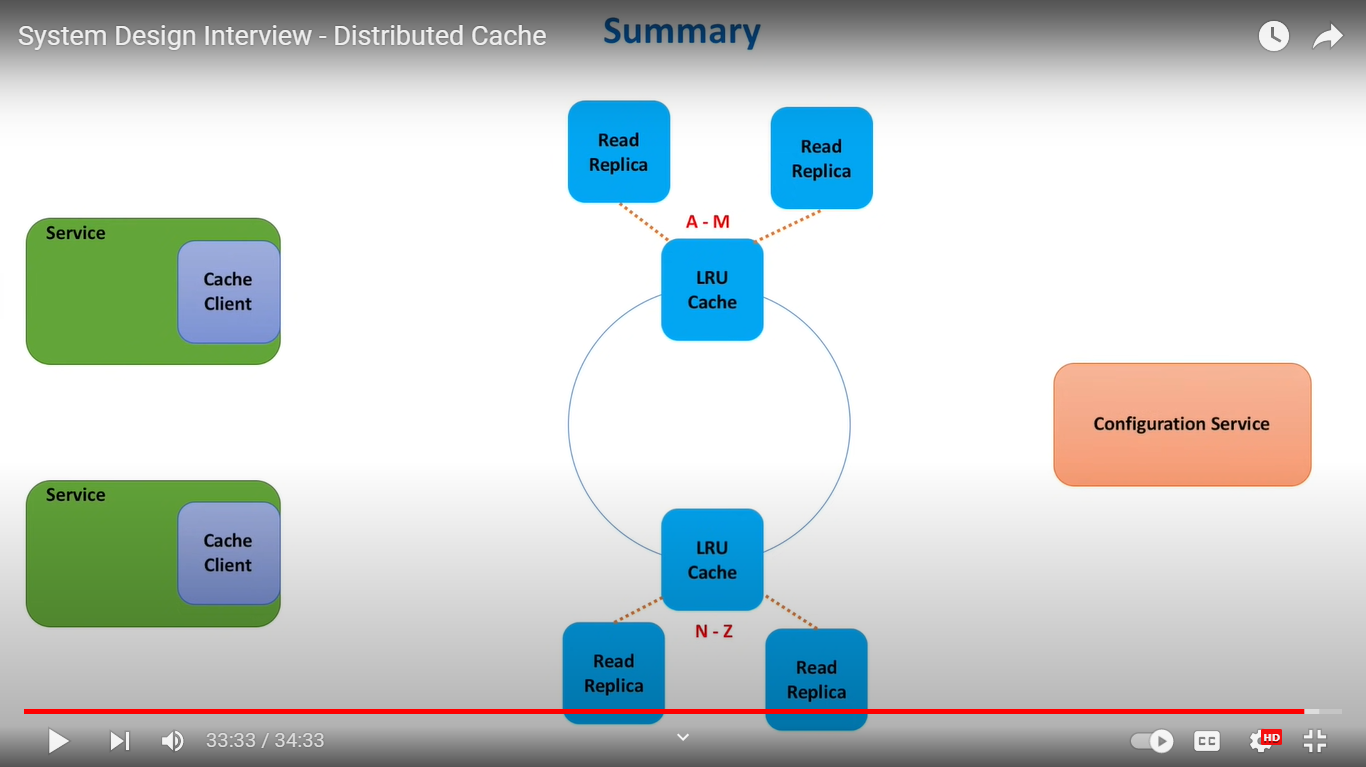 System Design Interview - Distributed Cache
Summary
Read
Replica
Read
Replica
A - M
Service
Cache
Client
LRU
Cache
Configuration Service
Service
Cache
Client
LRU
Cache
N - Z
Read
Replica
Read
Replica
33:33 / 34:33
CC
HD